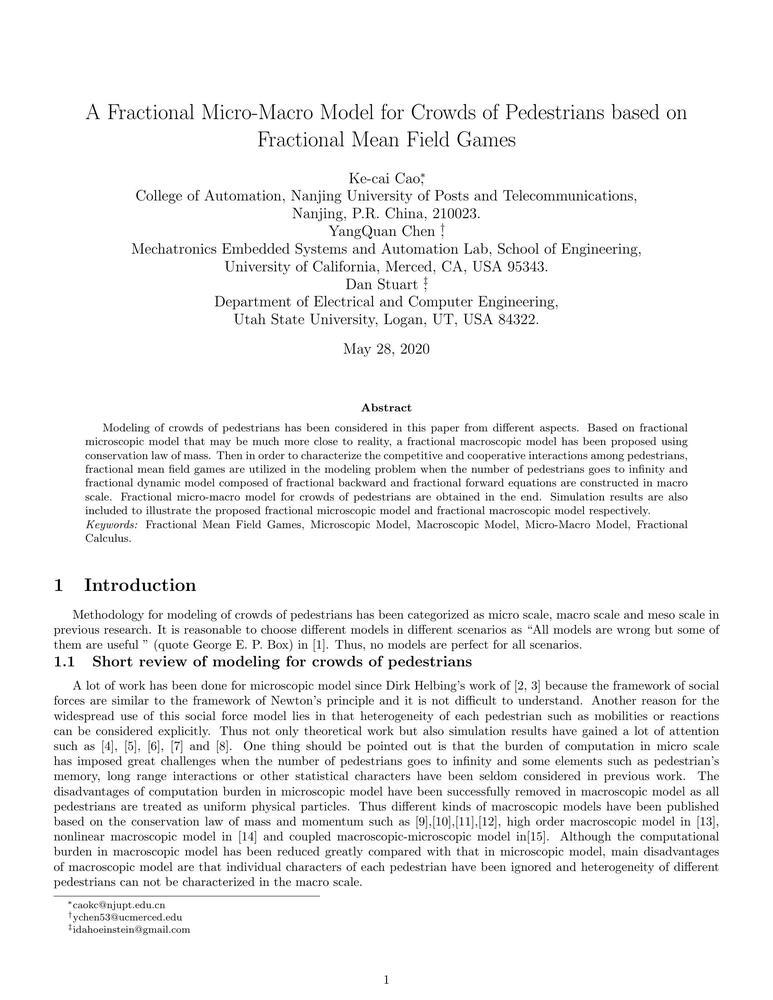 A Fractional Micro-Macro Model for Crowds of Pedestrians based on
Fractional Mean Field Games
Ke-cai Cao,*
College of Automation, Nanjing University of Posts and Telecommunications,
Nanjing, P.R. China, 210023.
YangQuan Chen †,
Mechatronics Embedded Systems and Automation Lab, School of Engineering,
University of California, Merced, CA, USA 95343.
Dan Stuart ‡,
Department of Electrical and Computer Engineering,
Utah State University, Logan, UT, USA 84322.
May 28, 2020
Abstract
Modeling of crowds of pedestrians has been considered in this paper from different aspects. Based on fractional
microscopic model that may be much more close to reality, a fractional macroscopic model has been proposed using
conservation law of mass. Then in order to characterize the competitive and cooperative interactions among pedestrians,
fractional mean field games are utilized in the modeling problem when the number of pedestrians goes to infinity and
fractional dynamic model composed of fractional backward and fractional forward equations are constructed in macro
scale. Fractional micro-macro model for crowds of pedestrians are obtained in the end. Simulation results are also
included to illustrate the proposed fractional microscopic model and fractional macroscopic model respectively.
Keywords: Fractional Mean Field Games, Microscopic Model, Macroscopic Model, Micro-Macro Model, Fractional
Calculus.
1 Introduction
Methodology for modeling of crowds of pedestrians has been categorized as micro scale, macro scale and meso scale in
previous research. It is reasonable to choose different models in different scenarios as “All models are wrong but some of
them are useful ” (quote George E. P. Box) in [1]. Thus, no models are perfect for all scenarios.
1.1 Short review of modeling for crowds of pedestrians
A lot of work has been done for microscopic model since Dirk Helbing’s work of [2, 3] because the framework of social
forces are similar to the framework of Newton’s principle and it is not difficult to understand. Another reason for the
widespread use of this social force model lies in that heterogeneity of each pedestrian such as mobilities or reactions
can be considered explicitly. Thus not only theoretical work but also simulation results have gained a lot of attention
such as [4], [5], [6], [7] and [8]. One thing should be pointed out is that the burden of computation in micro scale
has imposed great challenges when the number of pedestrians goes to infinity and some elements such as pedestrian’s
memory, long range interactions or other statistical characters have been seldom considered in previous work. The
disadvantages of computation burden in microscopic model have been successfully removed in macroscopic model as all
pedestrians are treated as uniform physical particles. Thus different kinds of macroscopic models have been published
based on the conservation law of mass and momentum such as [9],[10],[11],[12], high order macroscopic model in [13],
nonlinear macroscopic model in [14] and coupled macroscopic-microscopic model in[15]. Although the computational
burden in macroscopic model has been reduced greatly compared with that in microscopic model, main disadvantages
of macroscopic model are that individual characters of each pedestrian have been ignored and heterogeneity of different
pedestrians can not be characterized in the macro scale.
*caokc@njupt.edu.cn
†ychen53@ucmerced.edu
‡idahoeinstein@gmail.com
1